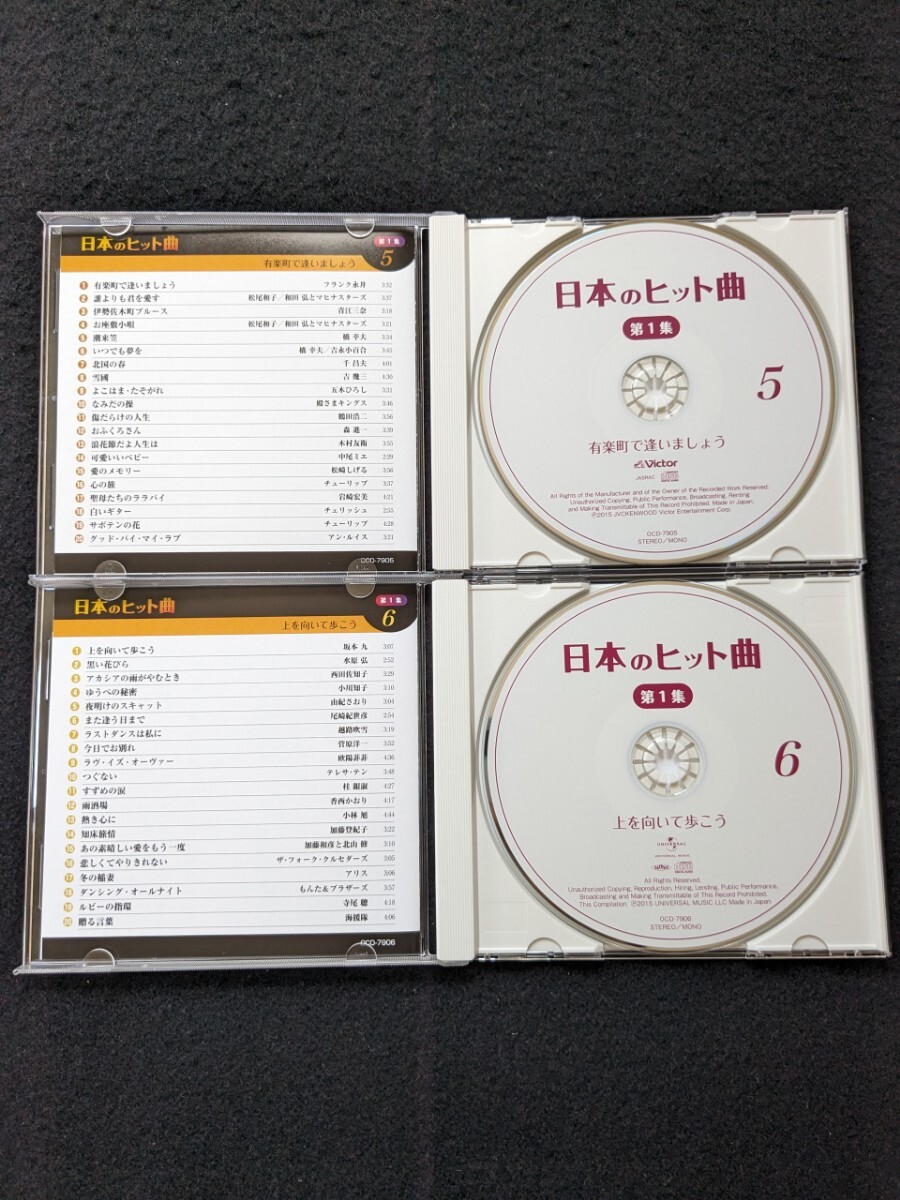 日本のヒット曲 第1集 5
有楽町で逢いましょう
1 有楽町で逢いましょう フランク永井 3:32
2 誰よりも君を愛す 松尾和子/和田 弘とマヒナスターズ 3:37
3 伊勢佐木町ブルース 青江三奈 3:18
4 お座敷小唄 松尾和子/和田 弘とマヒナスターズ 3:21
5 潮来笠 橋 幸夫 3:34
6 いつでも夢を 橋 幸夫/吉永小百合 3:45
7 北国の春 千 昌夫 4:01
8 雪國 吉 幾三 4:30
9 よこはま・たそがれ 五木ひろし 3:31
10 なみだの操 殿さまキングス 3:46
11 傷だらけの人生 鶴田浩二 3:56
12 おふくろさん 森 進一 3:39
13 浪花節だよ人生は 木村友衛 3:55
14 可愛いいベビー 中尾ミエ 2:29
15 愛のメモリー 松崎しげる 3:56
16 心の旅 チューリップ 3:37
17 聖母たちのララバイ 岩崎宏美 4:21
18 白いギター チェリッシュ 2:55
19 サボテンの花 チューリップ 4:28
20 グッド・バイ・マイ・ラブ アン・ルイス 3:21
OCD-7905
日本のヒット曲
第1集
5
有楽町で逢いましょう
Victor
JASRAC
All Rights of the Manufacturer and of the Owner of the Recorded Work Reserved.
Unauthorized Copying, Public Performance, Broadcasting, Renting
and Making Transmittable of This Record Prohibited. Made in Japan.
Ⓟ2015 JVCKENWOOD Victor Entertainment Corp.
OCD-7905
STEREO/MONO
日本のヒット曲 第1集 6
上を向いて歩こう
1 上を向いて歩こう 坂本 九 3:07
2 黒い花びら 水原 弘 2:52
3 アカシアの雨がやむとき 西田佐知子 3:29
4 ゆうべの秘密 小川知子 3:10
5 夜明けのスキャット 由紀さおり 3:04
6 また逢う日まで 尾崎紀世彦 2:54
7 ラストダンスは私に 越路吹雪 3:19
8 今日でお別れ 菅原洋一 3:52
9 ラヴ・イズ・オーヴァー 欧陽菲菲 4:36
10 つぐない テレサ・テン 3:48
11 すずめの涙 桂 銀淑 4:27
12 雨酒場 香西かおり 4:17
13 熱き心に 小林 旭 4:44
14 知床旅情 加藤登紀子 3:22
15 あの素晴しい愛をもう一度 加藤和彦と北山 修 3:10
16 悲しくてやりきれない ザ・フォーク・クルセダーズ 3:05
17 冬の稲妻 アリス 3:06
18 ダンシング・オールナイト もんた&ブラザーズ 3:57
19 ルビーの指環 寺尾 聰 4:18
20 贈る言葉 海援隊 4:06
OCD-7906
日本のヒット曲
第1集
6
上を向いて歩こう
UNIVERSAL
UNIVERSAL MUSIC
All Rights Reserved.
Unauthorized Copying, Reproduction, Hiring, Lending, Public Performance,
Broadcasting and Making Transmittable of This Record Prohibited.
This Compilation Ⓟ2015 UNIVERSAL MUSIC LLC Made in Japan
OCD-7906
STEREO/MONO